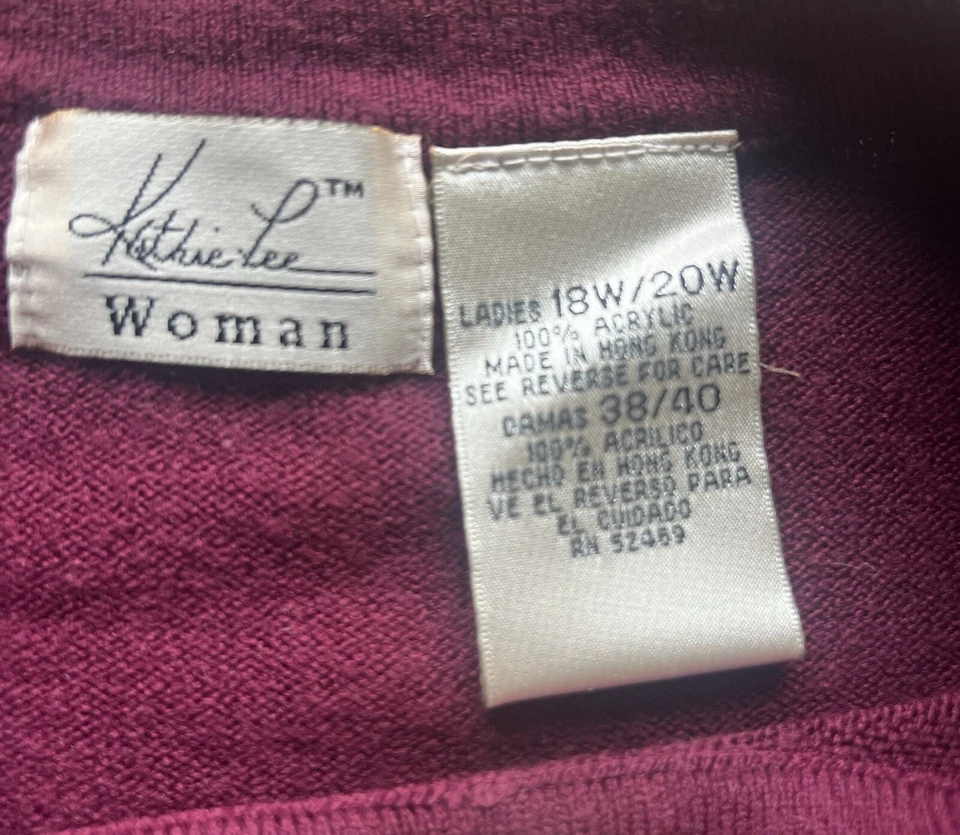 Kathie Lee™
Woman
LADIES 18W/20W
100% ACRYLIC
MADE IN HONG KONG
SEE REVERSE FOR CARE
DAMAS 38/40
100% ACRILICO
HECHO EN HONG KONG
VE EL REVERSO PARA
EL CUIDADO
RN 52469